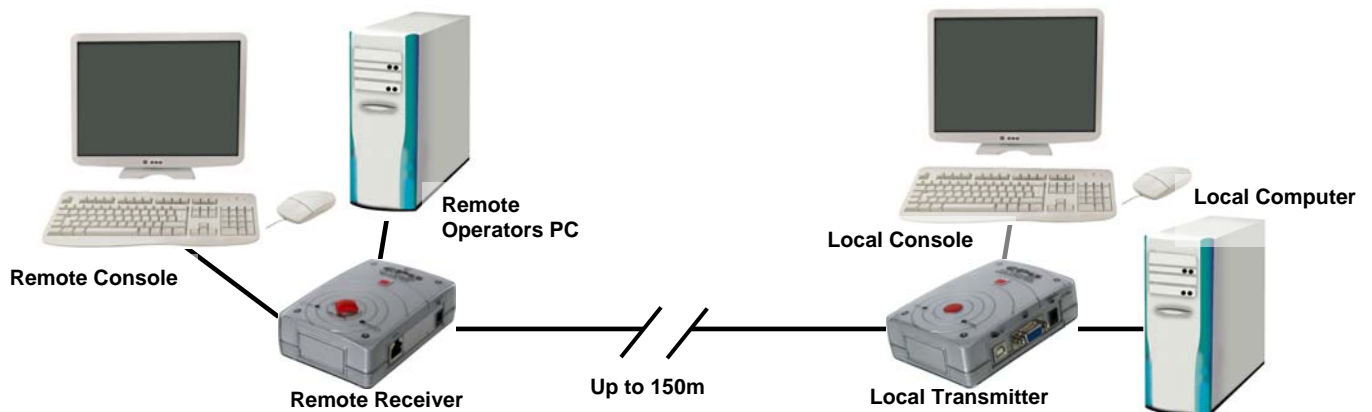 Remote
Operators PC
Local Computer
Local Console
Remote Console
Up to 150m
Remote Receiver
Local Transmitter